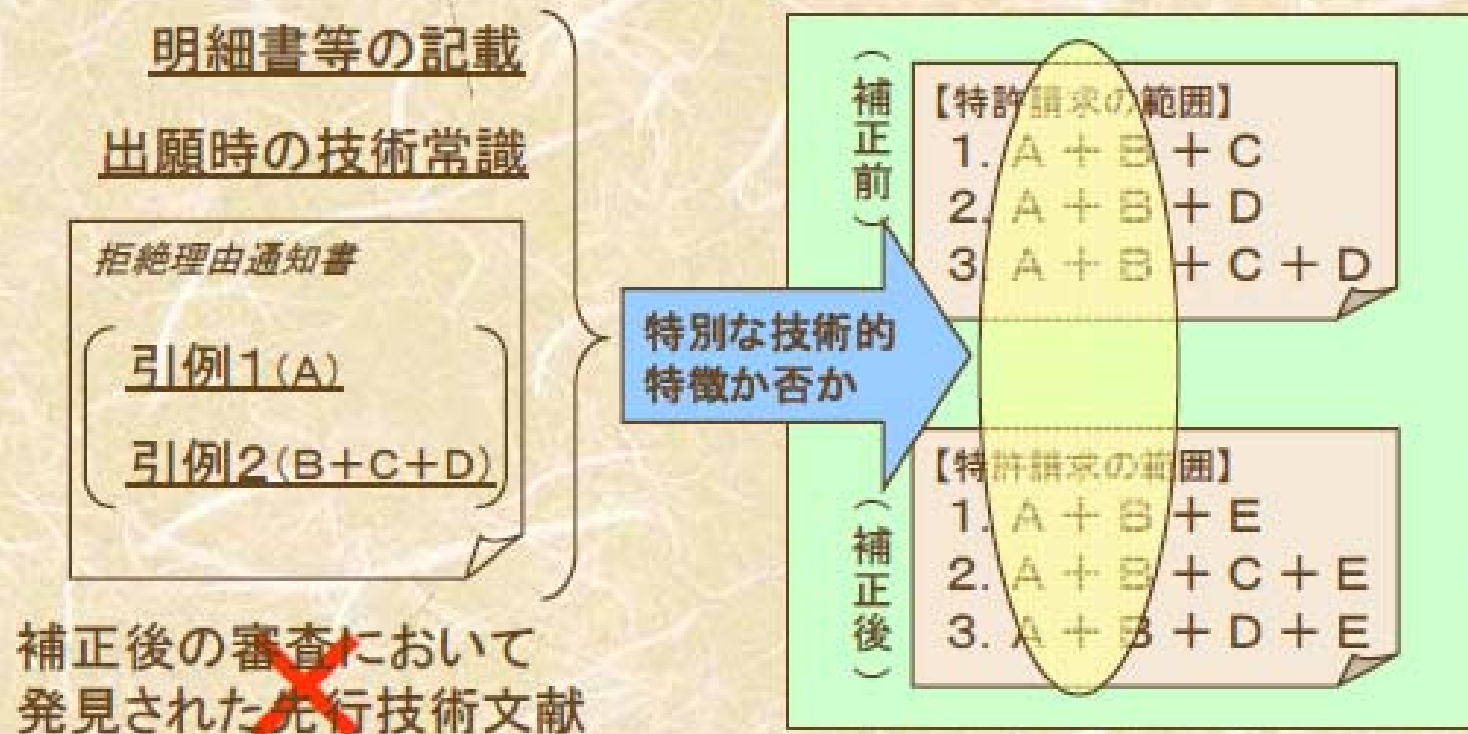 明細書等の記載
出願時の技術常識
拒絶理由通知書
引例1(A)
引例2(B+C+D)
補正後の審査において
発見された先行技術文献
特別な技術的
特徴か否か
(補正前)
【特許請求の範囲】
1. A+B+C
2. A+B+D
3 A+B+C+D
(補正後)
【特許請求の範囲】
1. A+B+E
2. A+B+C+E
3. A+B+D+E